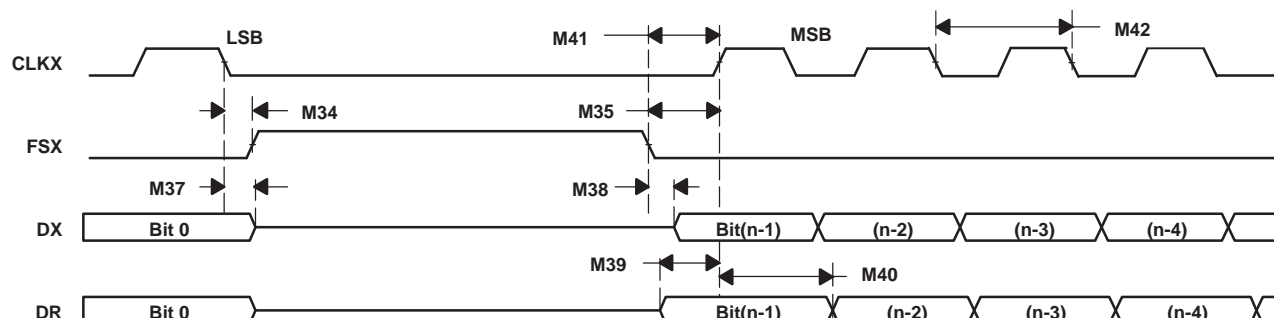 LSB
M41
MSB
M42
CLKX
M34
M35
FSX
M37
M38
DX
Bit 0
Bit(n-1)
(n-2)
(n-3)
(n-4)
M39
M40
DR
Bit 0
Bit(n-1)
(n-2)
(n-3)
(n-4)